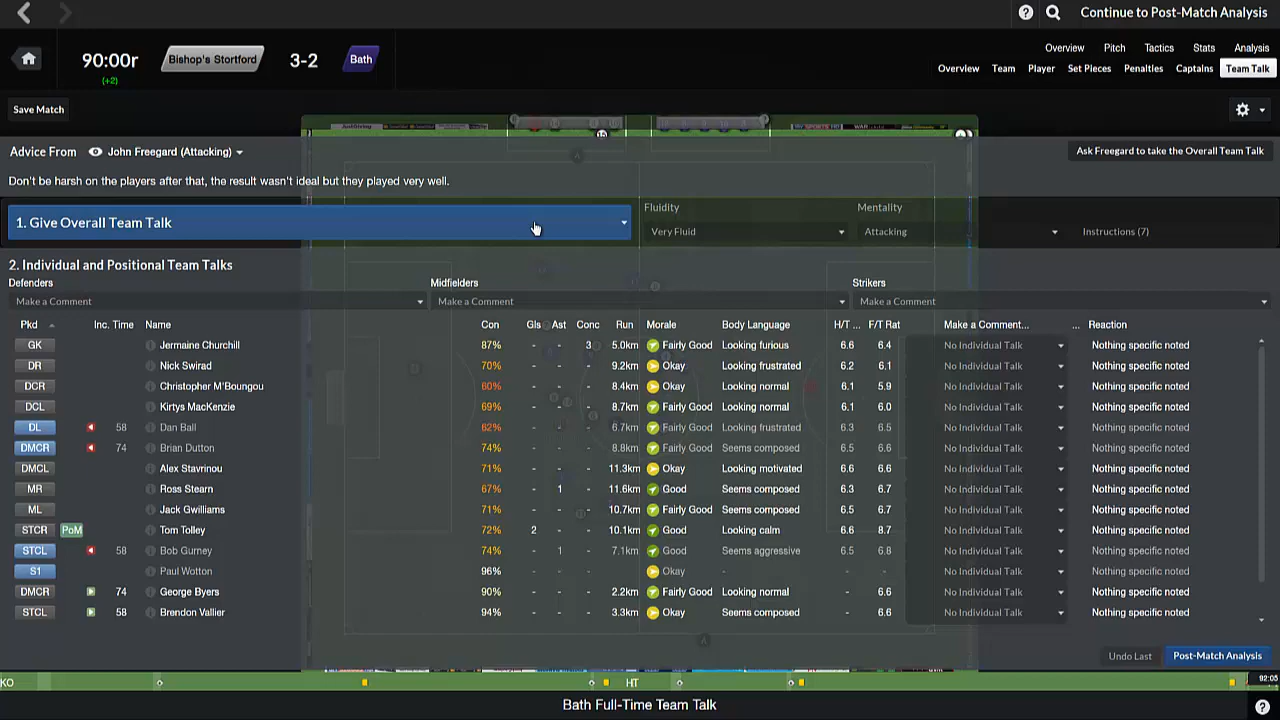 Continue to Post-Match Analysis
90:00r
(+2)
Bishop's Stortford
3-2
Bath
Overview Pitch Tactics Stats Analysis
Overview Team Player Set Pieces Penalties Captains Team Talk
Save Match
Advice From John Freegard (Attacking)
Ask Freegard to take the Overall Team Talk
Don't be harsh on the players after that, the result wasn't ideal but they played very well.
1. Give Overall Team Talk
Fluidity Mentality
Very Fluid Attacking Instructions (7)
2. Individual and Positional Team Talks
Defenders Midfielders Strikers
Make a Comment Make a Comment Make a Comment
Pkd Inc. Time Name Con Gls Ast Conc Run Morale Body Language H/T ... F/T Rat Make a Comment... ... Reaction
GK Jermaine Churchill 87% - - 3 5.0km Fairly Good Looking furious 6.6 6.4 No Individual Talk Nothing specific noted
DR Nick Swirad 70% - - - 9.2km Okay Looking frustrated 6.2 6.1 No Individual Talk Nothing specific noted
DCR Christopher M'Boungou 60% - - - 8.4km Okay Looking normal 6.1 5.9 No Individual Talk Nothing specific noted
DCL Kirtys MacKenzie 69% - - - 8.7km Fairly Good Looking normal 6.1 6.0 No Individual Talk Nothing specific noted
DL 58 Dan Ball 62% - - - 6.7km Fairly Good Looking frustrated 6.3 6.5 No Individual Talk Nothing specific noted
DMCR 74 Brian Dutton 74% - - - 8.8km Fairly Good Seems composed 6.5 6.6 No Individual Talk Nothing specific noted
DMCL Alex Stavrinou 71% - - - 11.3km Okay Looking motivated 6.6 6.6 No Individual Talk Nothing specific noted
MR Ross Stearn 67% - 1 - 11.6km Good Seems composed 6.3 6.7 No Individual Talk Nothing specific noted
ML Jack Gwilliams 71% - - - 10.7km Fairly Good Seems composed 6.5 6.7 No Individual Talk Nothing specific noted
STCR PoM Tom Tolley 72% 2 - - 10.1km Good Looking calm 6.6 8.7 No Individual Talk Nothing specific noted
STCL 58 Bob Gurney 74% - 1 - 7.1km Good Seems aggressive 6.5 6.8 No Individual Talk Nothing specific noted
S1 Paul Wotton 96% Okay - - - No Individual Talk Nothing specific noted
DMCR 74 George Byers 90% - - - 2.2km Fairly Good Looking normal - 6.6 No Individual Talk Nothing specific noted
STCL 58 Brendon Vallier 94% - - - 3.3km Okay Seems composed - 6.6 No Individual Talk Nothing specific noted
Undo Last Post-Match Analysis
KO HT 92:05
Bath Full-Time Team Talk